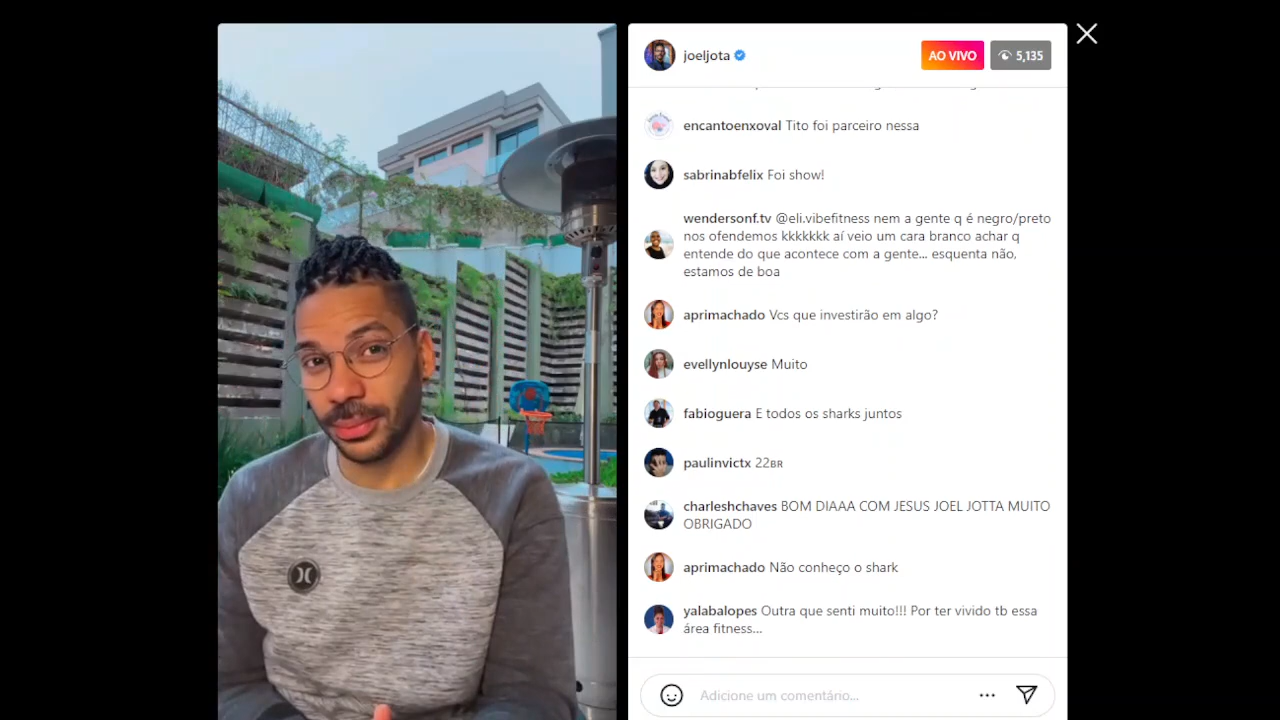 joeljota
AO VIVO
5,135
encantoenxoval Tito foi parceiro nessa
sabrinabfelix Foi show!
wendersonf.tv @eli.vibefitness nem a gente q é negro/preto
nos ofendemos kkkkkkk aí veio um cara branco achar q
entende do que acontece com a gente... esquenta não,
estamos de boa
aprimachado Vcs que investirão em algo?
evellynlouyse Muito
fabioguera E todos os sharks juntos
paulinvictx 22BR
charleshchaves BOM DIAAA COM JESUS JOEL JOTTA MUITO
OBRIGADO
aprimachado Não conheço o shark
yalabalopes Outra que senti muito!!! Por ter vivido tb essa
área fitness...
Adicione um comentário...